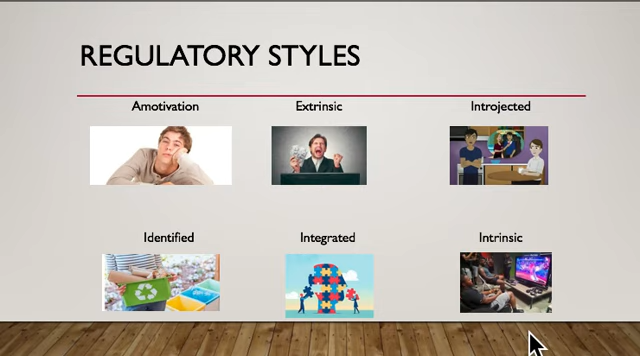 REGULATORY STYLES
Amotivation
Extrinsic
Introjected
Identified
Integrated
Intrinsic